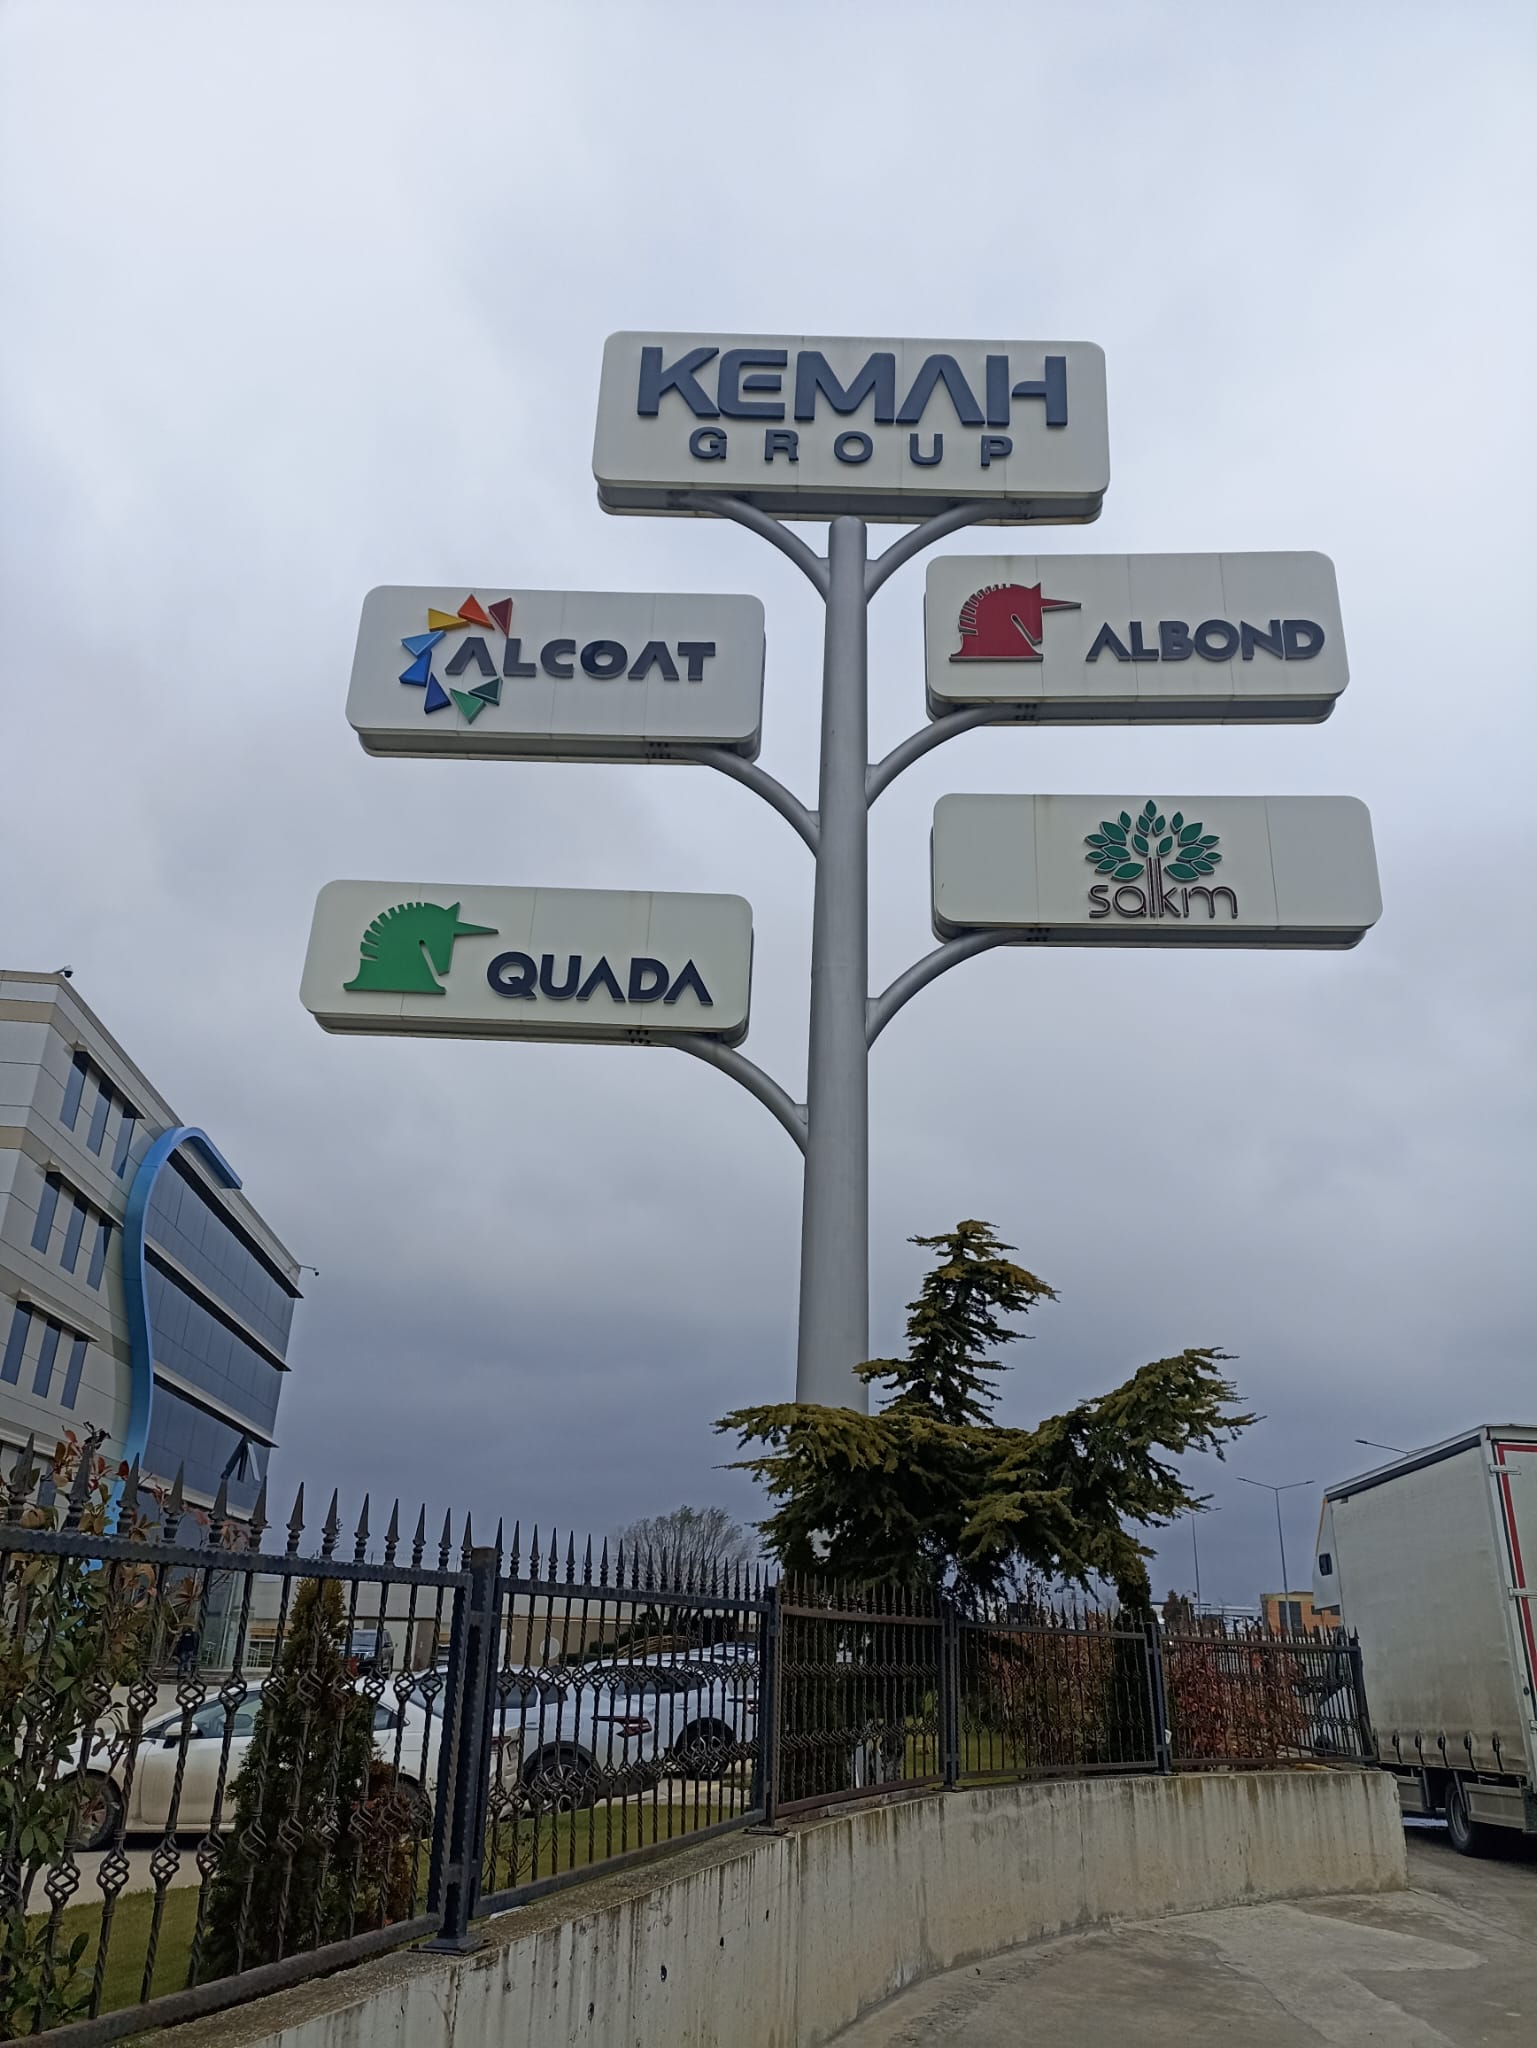 KEMAH
GROUP
ALCOAT
ALBOND
salkım
QUADA